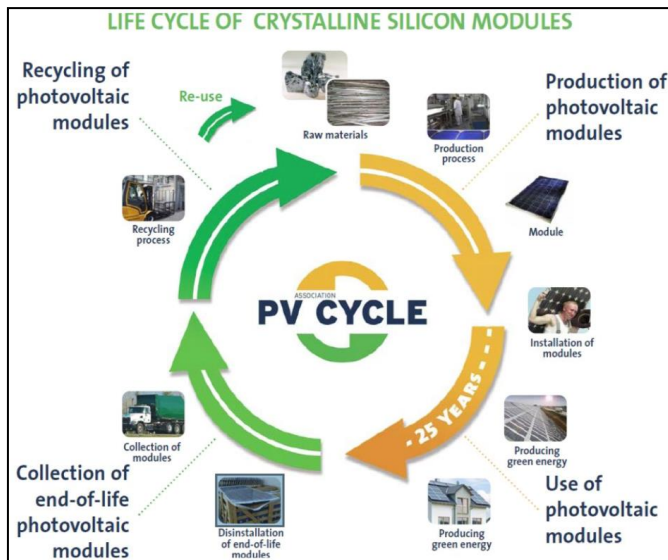 LIFE CYCLE OF CRYSTALLINE SILICON MODULES
Recycling of
photovoltaic
modules
Re-use
Raw materials
Production
process
Production of
photovoltaic
modules
Recycling
process
Module
ASSOCIATION
PV CYCLE
Installation of
modules
- 25 YEARS -
Collection of
modules
Producing
green energy
Collection of
end-of-life
photovoltaic
modules
Disinstallation
of end-of-life
modules
Producing
green energy
Use of
photovoltaic
modules